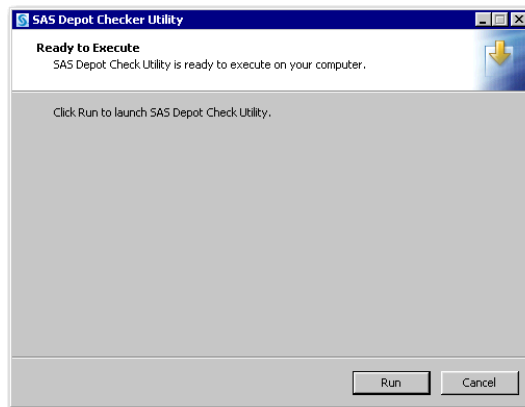 SAS Depot Checker Utility
Ready to Execute
SAS Depot Check Utility is ready to execute on your computer.
Click Run to launch SAS Depot Check Utility.
Run Cancel